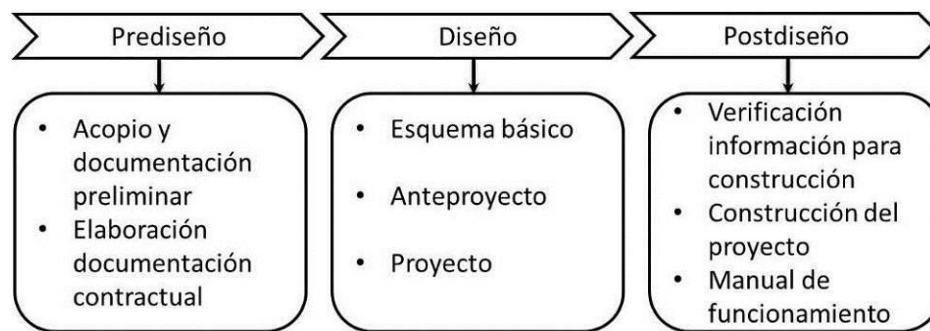 Prediseño
Diseño
Postdiseño
• Acopio y
documentación
preliminar
• Elaboración
documentación
contractual
• Esquema básico
• Anteproyecto
• Proyecto
• Verificación
información para
construcción
• Construcción del
proyecto
• Manual de
funcionamiento